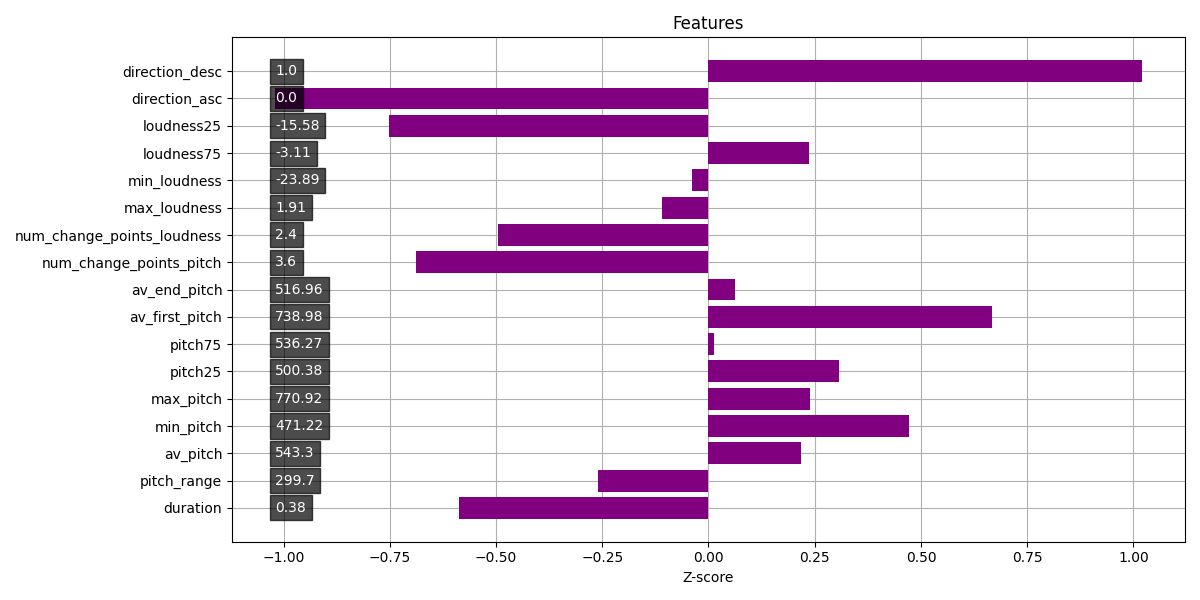 Features
direction_desc 1.0
direction_asc 0.0
loudness25 -15.58
loudness75 -3.11
min_loudness -23.89
max_loudness 1.91
num_change_points_loudness 2.4
num_change_points_pitch 3.6
av_end_pitch 516.96
av_first_pitch 738.98
pitch75 536.27
pitch25 500.38
max_pitch 770.92
min_pitch 471.22
av_pitch 543.3
pitch_range 299.7
duration 0.38
−1.00 −0.75 −0.50 −0.25 0.00 0.25 0.50 0.75 1.00
Z-score